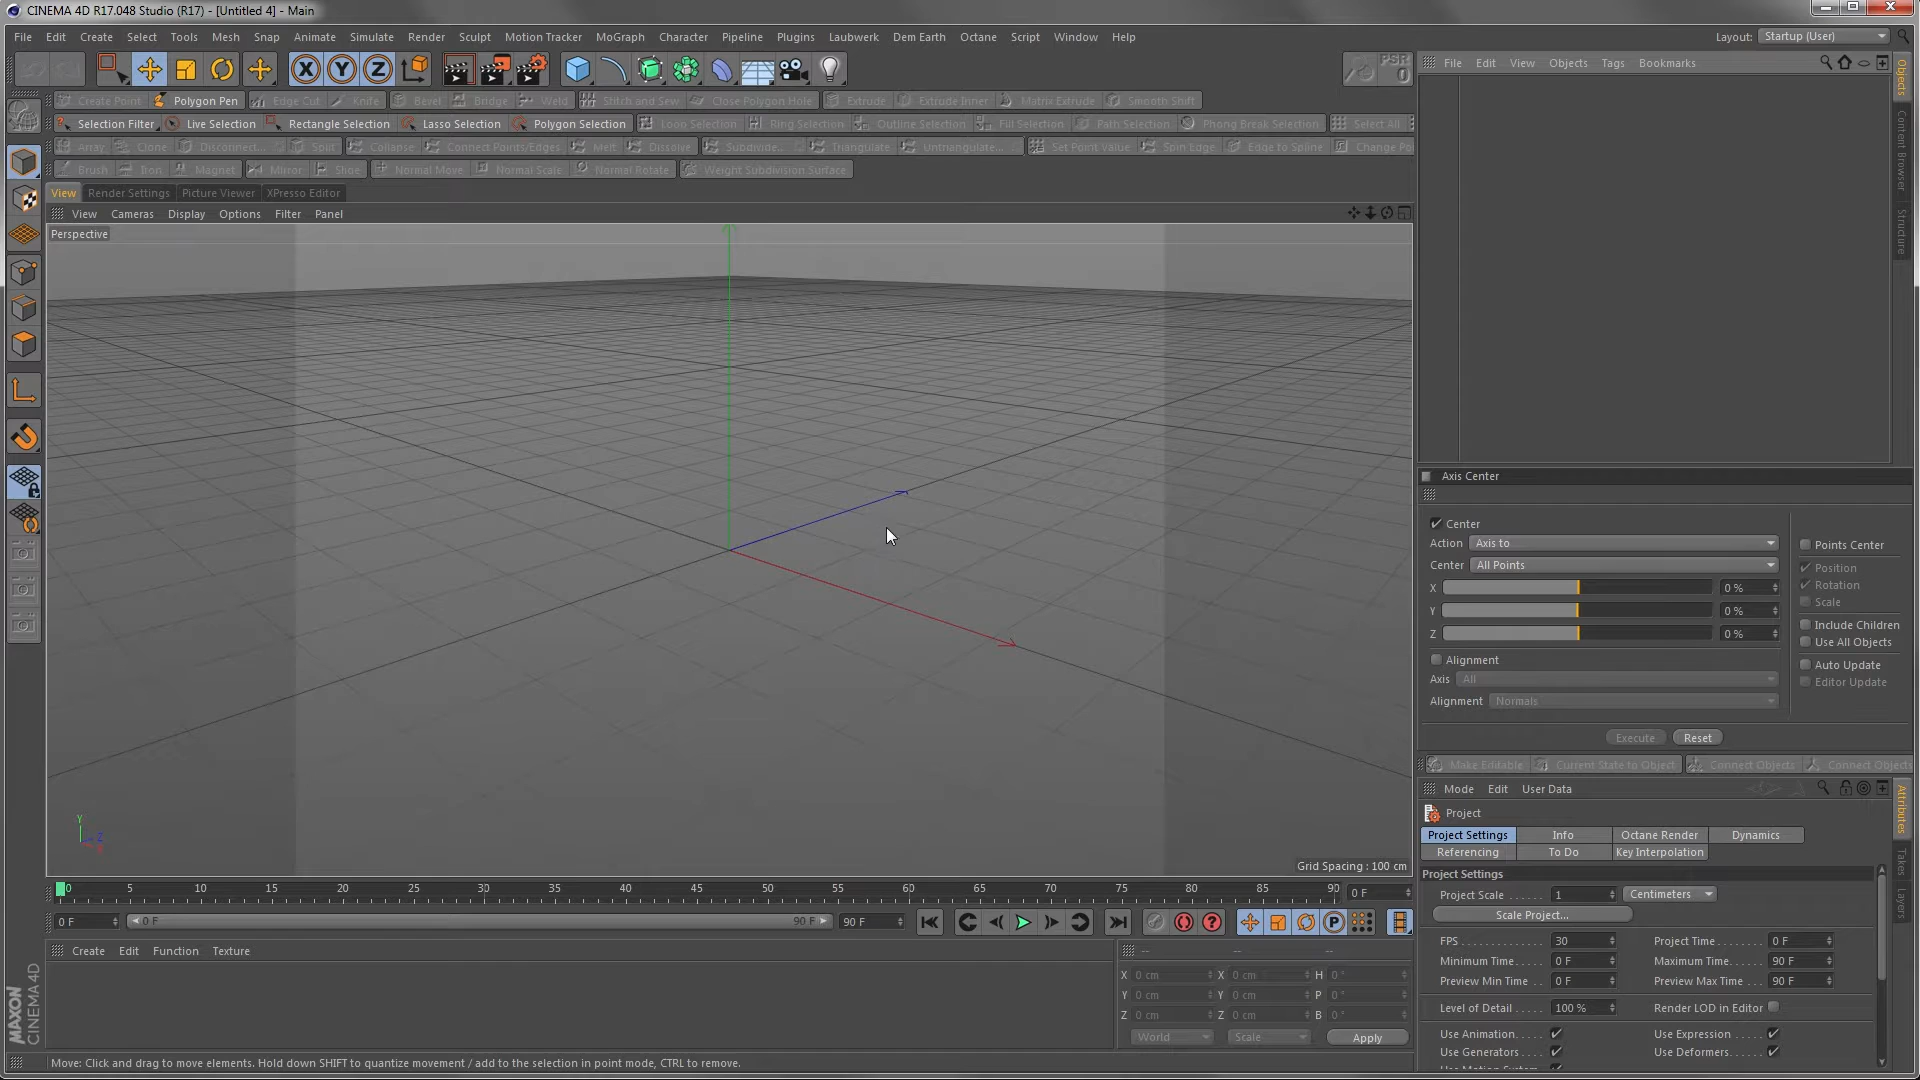 CINEMA 4D R17.048 Studio (R17) - [Untitled 4] - Main
File Edit Create Select Tools Mesh Snap Animate Simulate Render Sculpt Motion Tracker MoGraph Character Pipeline Plugins Laubwerk Dem Earth Octane Script Window Help
Layout: Startup (User)
File Edit View Objects Tags Bookmarks
PSR
0
X Y Z
Create Point Polygon Pen Edge Cut Knife Bevel Bridge Weld Stitch and Sew Close Polygon Hole Extrude Extrude Inner Matrix Extrude Smooth Shift
Selection Filter Live Selection Rectangle Selection Lasso Selection Polygon Selection Loop Selection Ring Selection Outline Selection Fill Selection Path Selection Phong Break Selection Select All
Array Clone Disconnect... Split Collapse Connect Points/Edges Melt Dissolve Subdivide... Triangulate Untriangulate... Set Point Value Spin Edge Edge to Spline Change Po
Brush Iron Magnet Mirror Slide Normal Move Normal Scale Normal Rotate Weight Subdivision Surface
View Render Settings Picture Viewer XPresso Editor
View Cameras Display Options Filter Panel
Perspective
Y
Z
X
Grid Spacing : 100 cm
Objects
Content Browser
Structure
Axis Center
Center
Action Axis to
Center All Points
X 0 %
Y 0 %
Z 0 %
Points Center
Position
Rotation
Scale
Include Children
Use All Objects
Auto Update
Editor Update
Alignment
Axis All
Alignment Normals
Execute Reset
Make Editable Current State to Object Connect Objects Connect Objects
Mode Edit User Data
Attributes
Takes
Layers
Project
Project Settings Info Octane Render Dynamics
Referencing To Do Key Interpolation
Project Settings
Project Scale ...... 1 Centimeters
Scale Project...
FPS ............. 30 Project Time ....... 0 F
Minimum Time..... 0 F Maximum Time...... 90 F
Preview Min Time .. 0 F Preview Max Time ... 90 F
Level of Detail ..... 100 % Render LOD in Editor
Use Animation..... Use Expression .....
Use Generators .... Use Deformers.....
0 5 10 15 20 25 30 35 40 45 50 55 60 65 70 75 80 85 90 0 F
0 F 0 F 90 F 90 F
P
Create Edit Function Texture
-- -- --
X 0 cm X 0 cm H 0 °
Y 0 cm Y 0 cm P 0 °
Z 0 cm Z 0 cm B 0 °
World Scale Apply
MAXON
CINEMA 4D
Move: Click and drag to move elements. Hold down SHIFT to quantize movement / add to the selection in point mode, CTRL to remove.